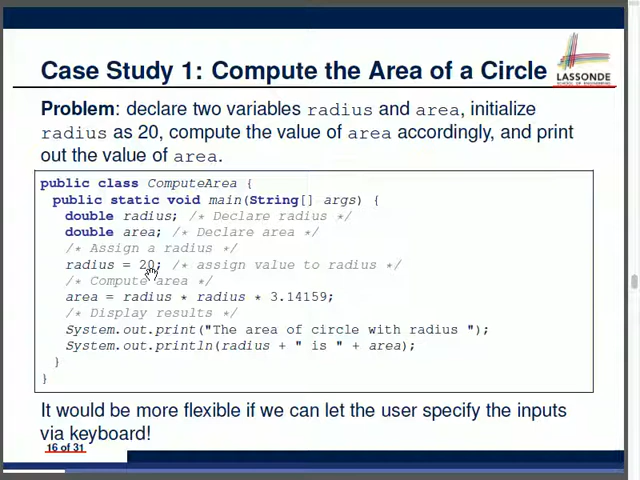 Case Study 1: Compute the Area of a Circle
LASSONDE
Problem: declare two variables radius and area, initialize
radius as 20, compute the value of area accordingly, and print
out the value of area.
public class ComputeArea {
public static void main(String[] args) {
double radius; /* Declare radius */
double area; /* Declare area */
/* Assign a radius */
radius = 20; /* assign value to radius */
/* Compute area */
area = radius * radius * 3.14159;
/* Display results */
System.out.print("The area of circle with radius ");
System.out.println(radius + " is " + area);
}
}
It would be more flexible if we can let the user specify the inputs
via keyboard!
16 of 31